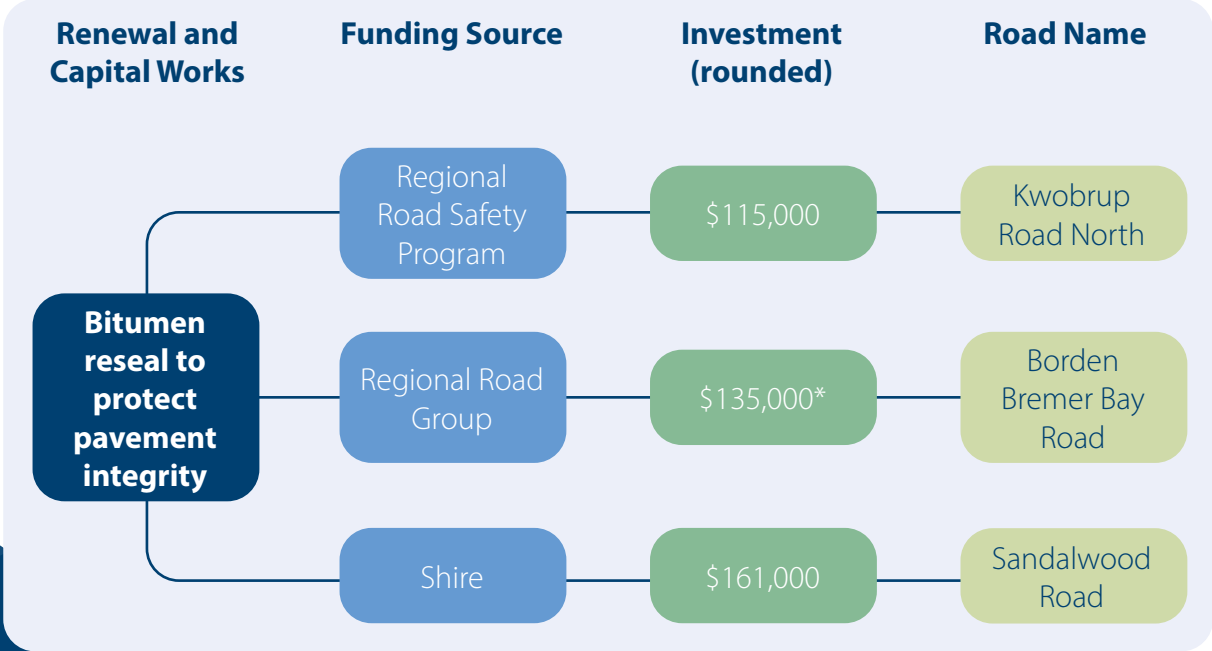 Renewal and
Capital Works
Funding Source
Investment
(rounded)
Road Name
Bitumen
reseal to
protect
pavement
integrity
Regional
Road Safety
Program
$115,000
Kwobrup
Road North
Regional Road
Group
$135,000*
Borden
Bremer Bay
Road
Shire
$161,000
Sandalwood
Road